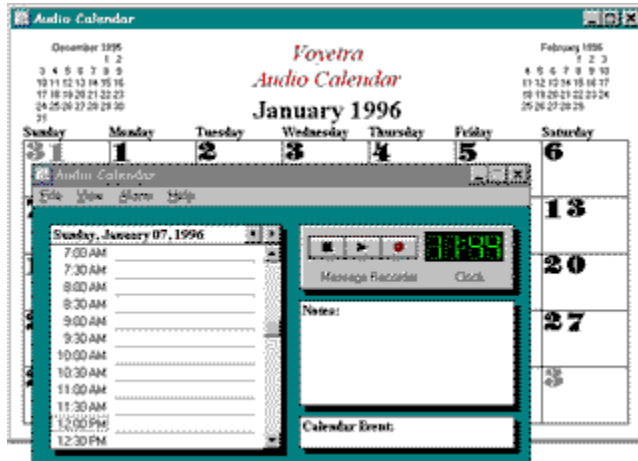 Audio Calendar
December 1995
1 2
3 4 5 6 7 8 9
10 11 12 13 14 15 16
17 18 19 20 21 22 23
24 25 26 27 28 29 30
31
Voyetra
Audio Calendar
January 1996
February 1996
1 2 3
4 5 6 7 8 9 10
11 12 13 14 15 16 17
18 19 20 21 22 23 24
25 26 27 28 29
Sunday Monday Tuesday Wednesday Thursday Friday Saturday
31 1 2 3 4 5 6
Audio Calendar
File View Alarm Help
13
Sunday, January 07, 1996
7:00 AM
7:30 AM
8:00 AM
8:30 AM
9:00 AM
9:30 AM
10:00 AM
10:30 AM
11:00 AM
11:30 AM
12:00 PM
12:30 PM
11:44
Message Recorder Clock
Notes:
Calendar Event:
20
27
3